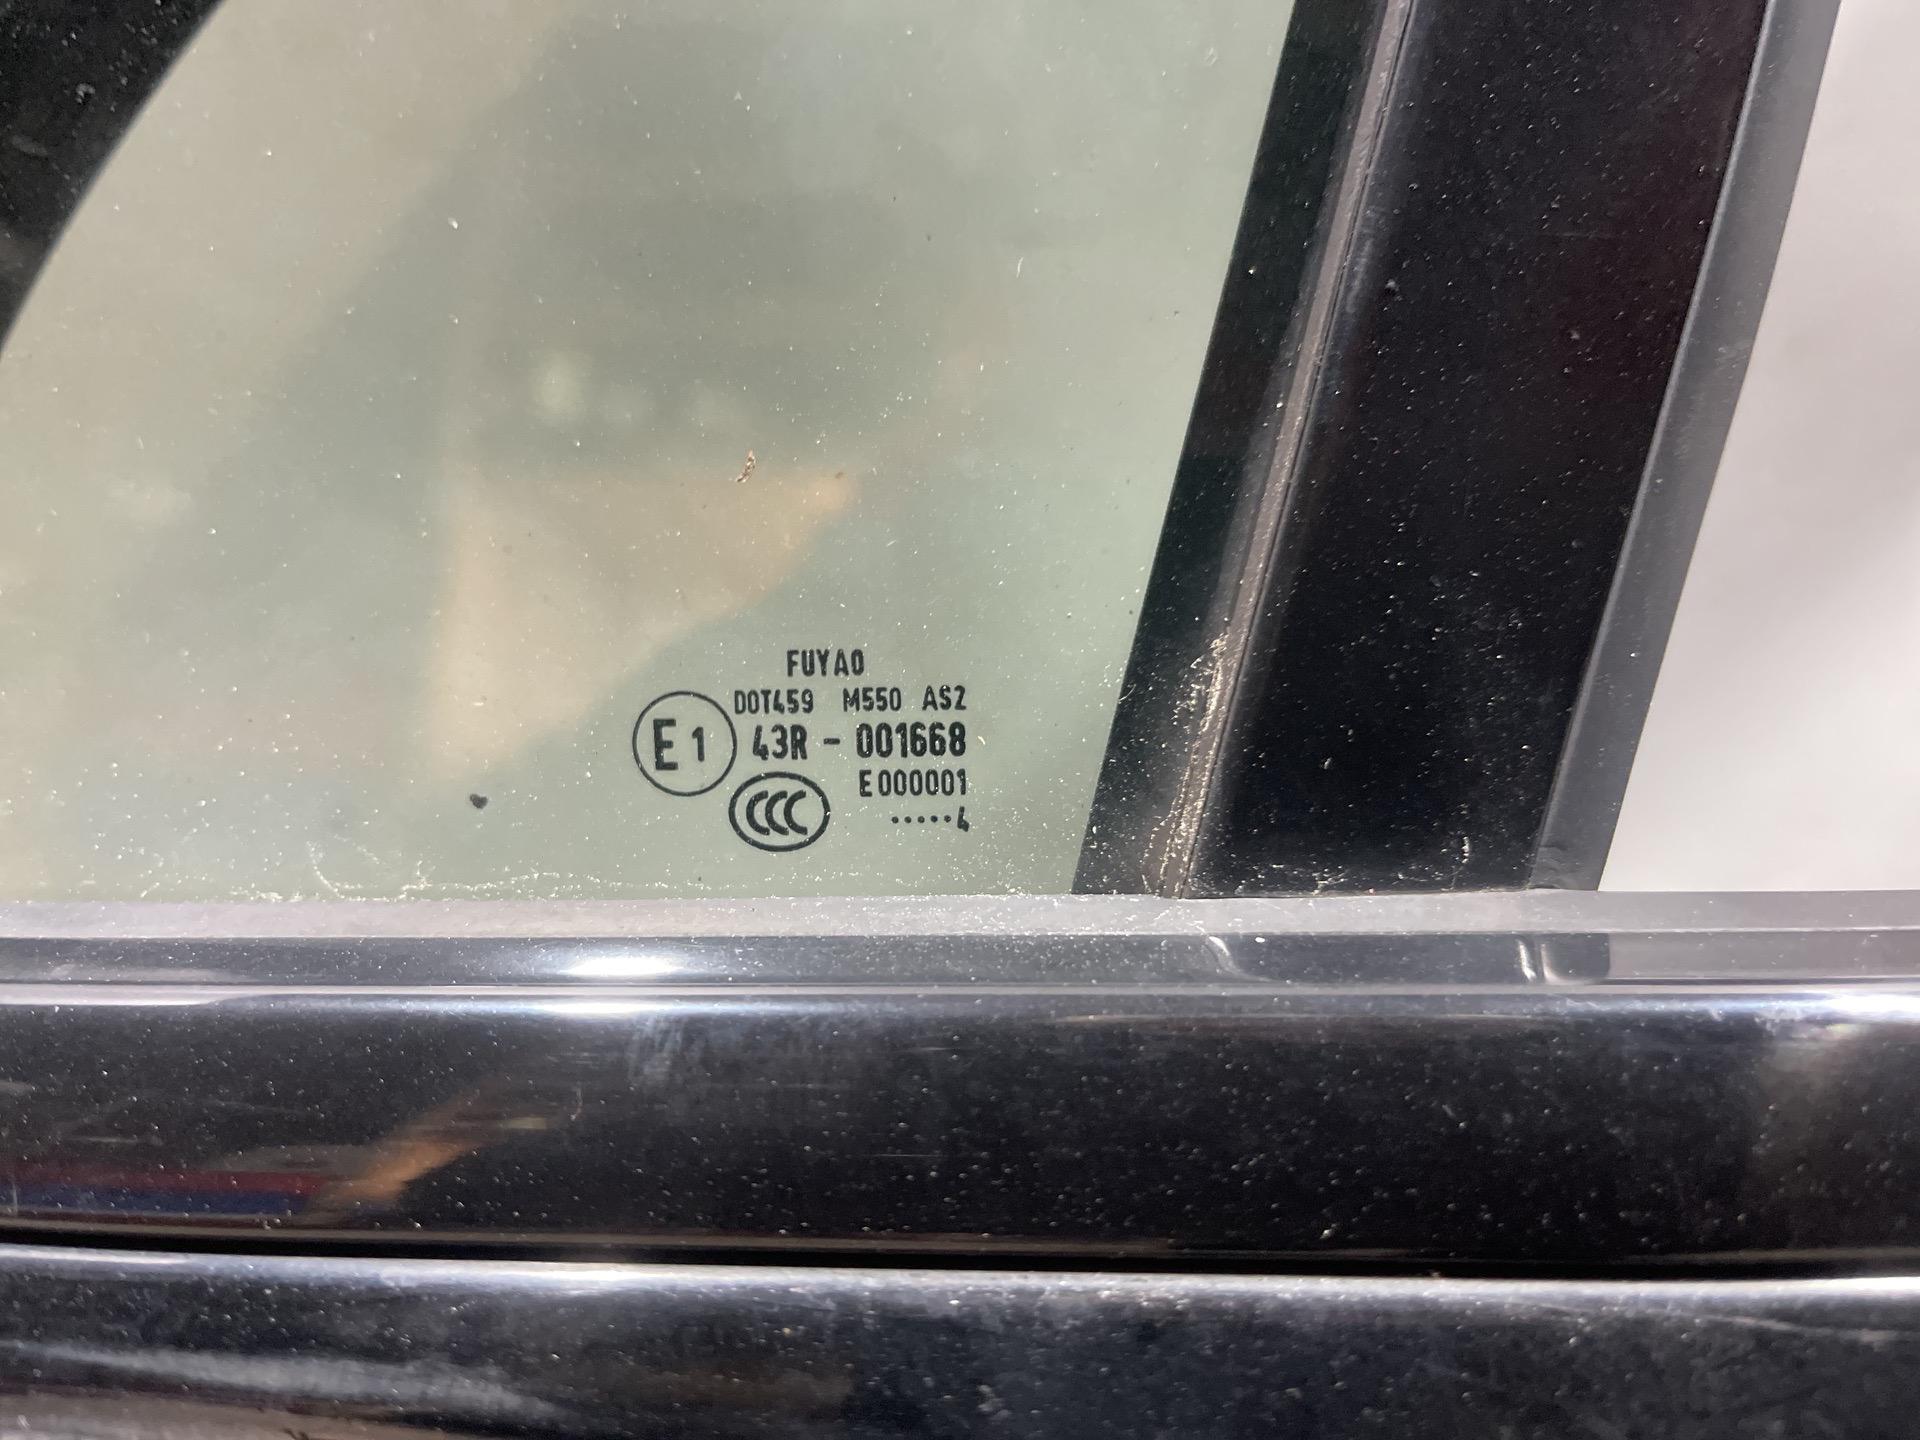 FUYAO
DOT459 M550 AS2
E1 43R - 001668
E000001
CCC
.....4